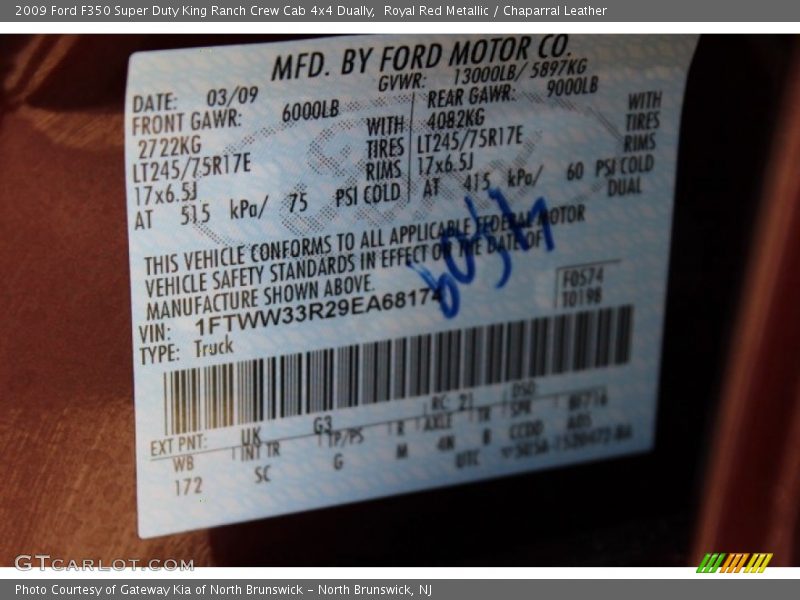 2009 Ford F350 Super Duty King Ranch Crew Cab 4x4 Dually, Royal Red Metallic / Chaparral Leather
MFD. BY FORD MOTOR CO.
DATE: 03/09 GVWR: 13000LB/ 5897KG
FRONT GAWR: 6000LB REAR GAWR: 9000LB
2722KG WITH 4082KG WITH
LT245/75R17E TIRES LT245/75R17E TIRES
17x6.5J RIMS 17x6.5J RIMS
AT 515 kPa/ 75 PSI COLD AT 415 kPa/ 60 PSI COLD
DUAL
THIS VEHICLE CONFORMS TO ALL APPLICABLE FEDERAL MOTOR
VEHICLE SAFETY STANDARDS IN EFFECT ON THE DATE OF
MANUFACTURE SHOWN ABOVE.
VIN: 1FTWW33R29EA68174
F0574
T0198
TYPE: Truck
EXT PNT: UK G3 RC 21 DSO
WB INT TR TP/PS R AXLE TR SPR
172 SC G M 4N
UTC
GTCARLOT.COM
Photo Courtesy of Gateway Kia of North Brunswick - North Brunswick, NJ